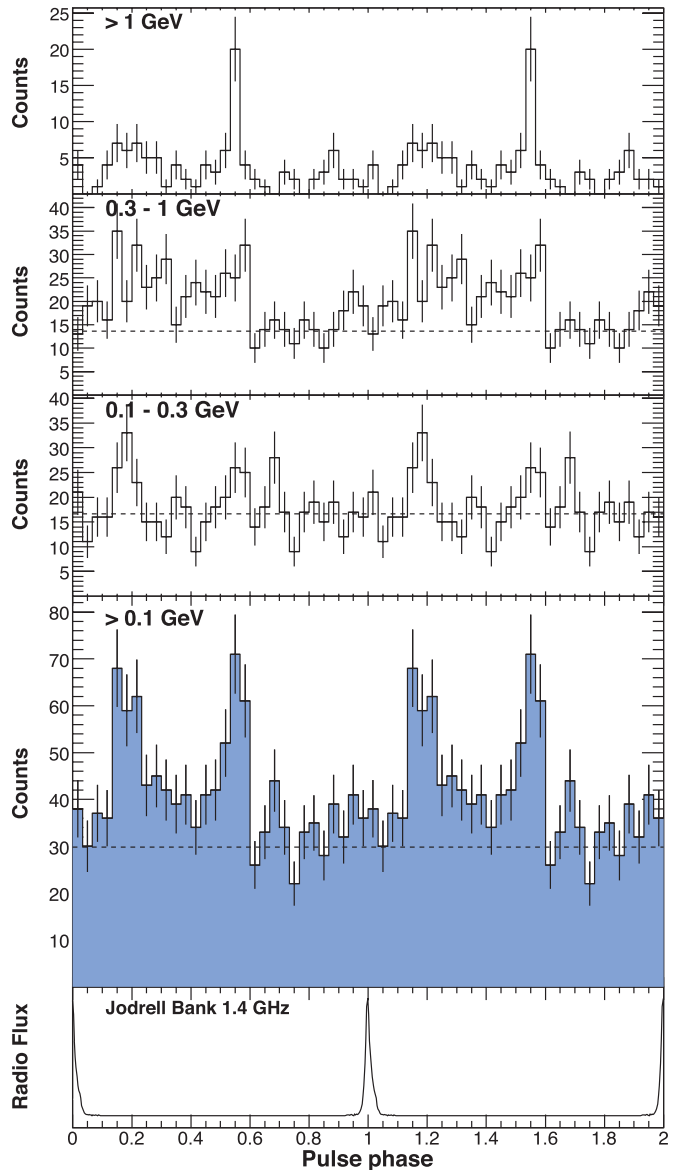 > 1 GeV
Counts
25
20
15
10
5
0.3 - 1 GeV
Counts
40
35
30
25
20
15
10
5
0.1 - 0.3 GeV
Counts
40
35
30
25
20
15
10
5
> 0.1 GeV
Counts
80
70
60
50
40
30
20
10
Jodrell Bank 1.4 GHz
Radio Flux
0 0.2 0.4 0.6 0.8 1 1.2 1.4 1.6 1.8 2
Pulse phase